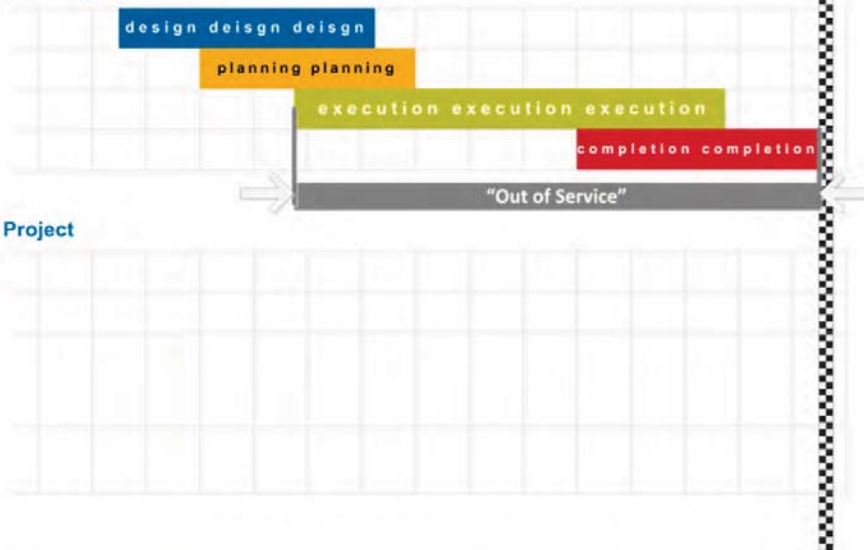 design deisgn deisgn
planning planning
execution execution execution
completion completion
“Out of Service”
Project